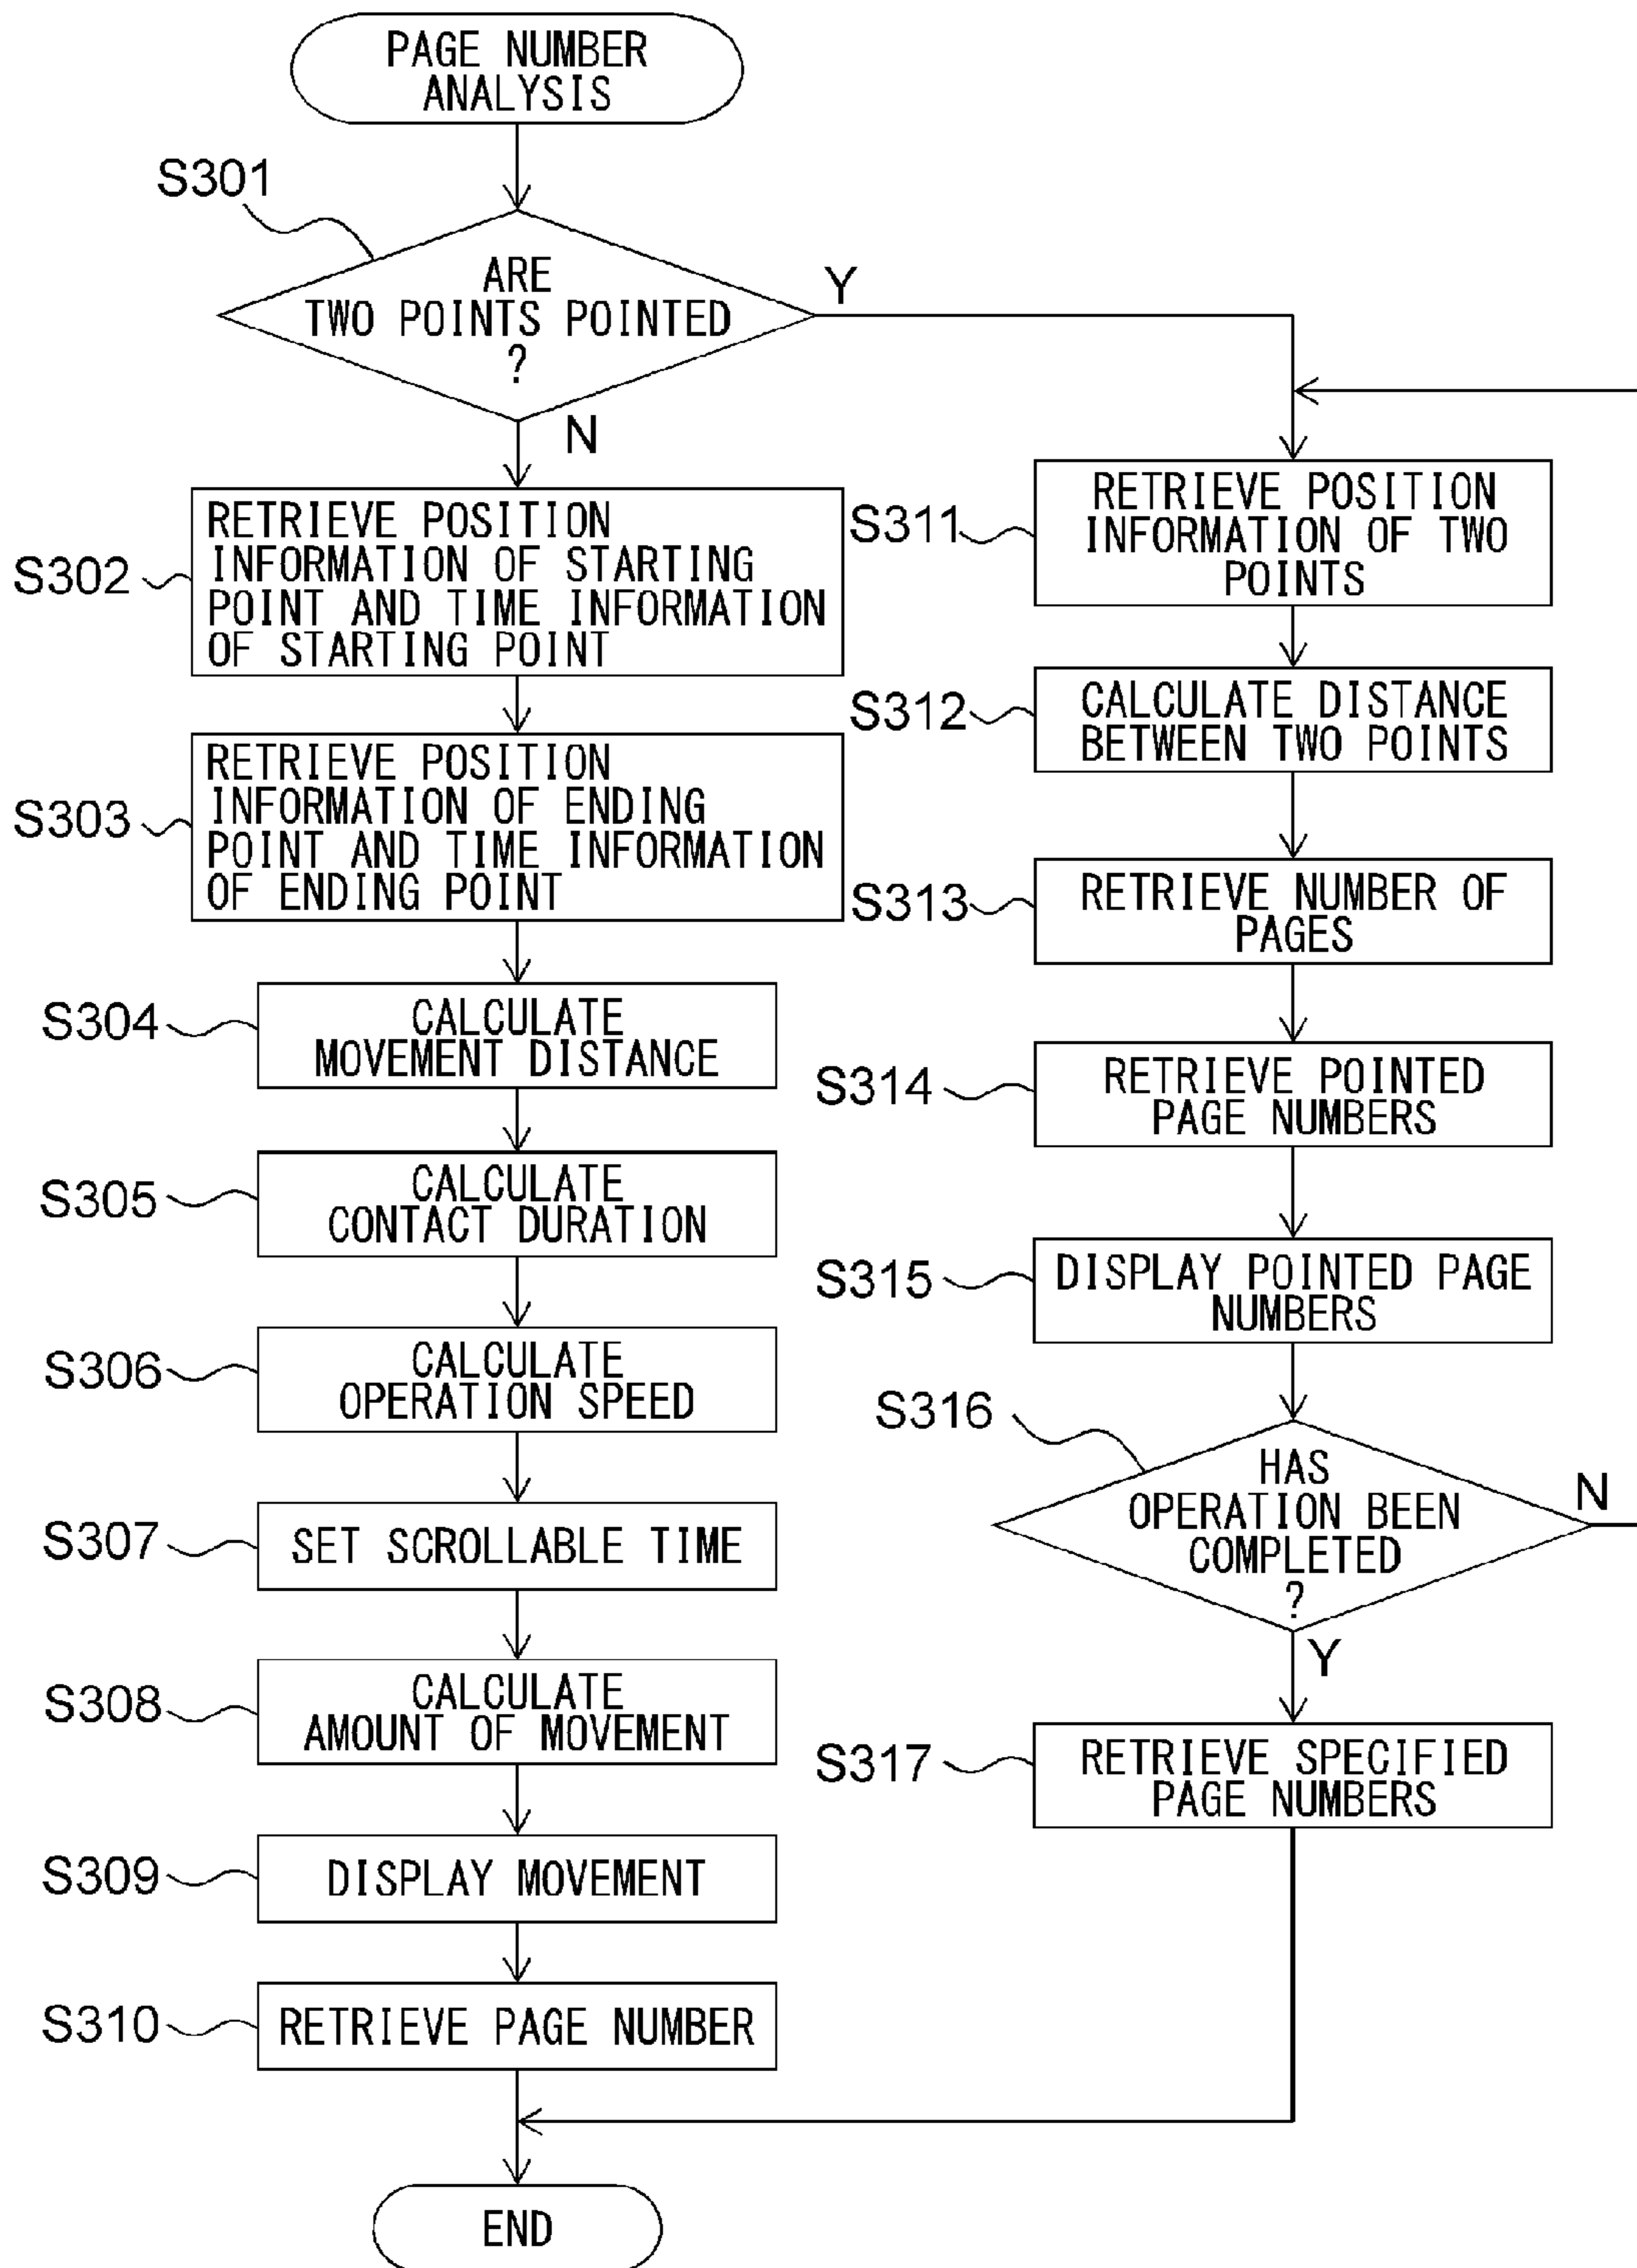 PAGE NUMBER
ANALYSIS
S301
ARE
TWO POINTS POINTED
?
Y
N
S302
RETRIEVE POSITION
INFORMATION OF STARTING
POINT AND TIME INFORMATION
OF STARTING POINT
S303
RETRIEVE POSITION
INFORMATION OF ENDING
POINT AND TIME INFORMATION
OF ENDING POINT
S304
CALCULATE
MOVEMENT DISTANCE
S305
CALCULATE
CONTACT DURATION
S306
CALCULATE
OPERATION SPEED
S307
SET SCROLLABLE TIME
S308
CALCULATE
AMOUNT OF MOVEMENT
S309
DISPLAY MOVEMENT
S310
RETRIEVE PAGE NUMBER
S311
RETRIEVE POSITION
INFORMATION OF TWO
POINTS
S312
CALCULATE DISTANCE
BETWEEN TWO POINTS
S313
RETRIEVE NUMBER OF
PAGES
S314
RETRIEVE POINTED
PAGE NUMBERS
S315
DISPLAY POINTED PAGE
NUMBERS
S316
HAS
OPERATION BEEN
COMPLETED
?
N
Y
S317
RETRIEVE SPECIFIED
PAGE NUMBERS
END